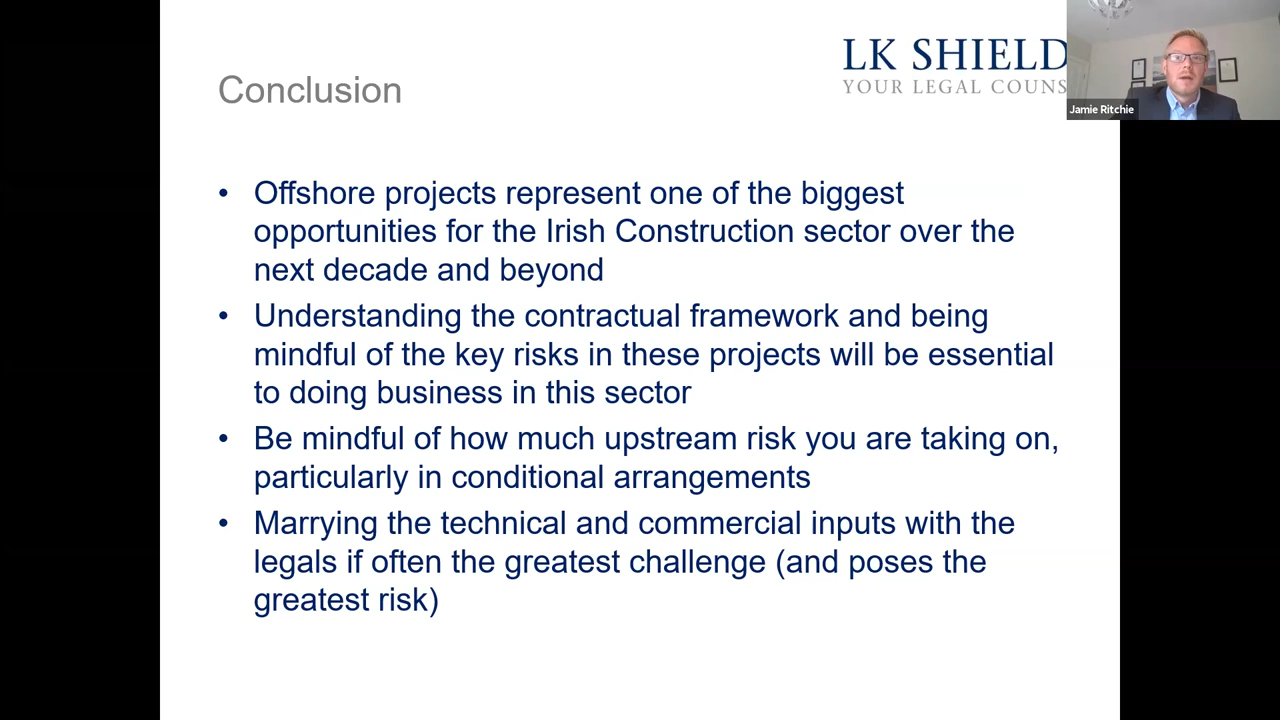 Conclusion
LK SHIELD
YOUR LEGAL COUNS
Jamie Ritchie
• Offshore projects represent one of the biggest
opportunities for the Irish Construction sector over the
next decade and beyond
• Understanding the contractual framework and being
mindful of the key risks in these projects will be essential
to doing business in this sector
• Be mindful of how much upstream risk you are taking on,
particularly in conditional arrangements
• Marrying the technical and commercial inputs with the
legals if often the greatest challenge (and poses the
greatest risk)